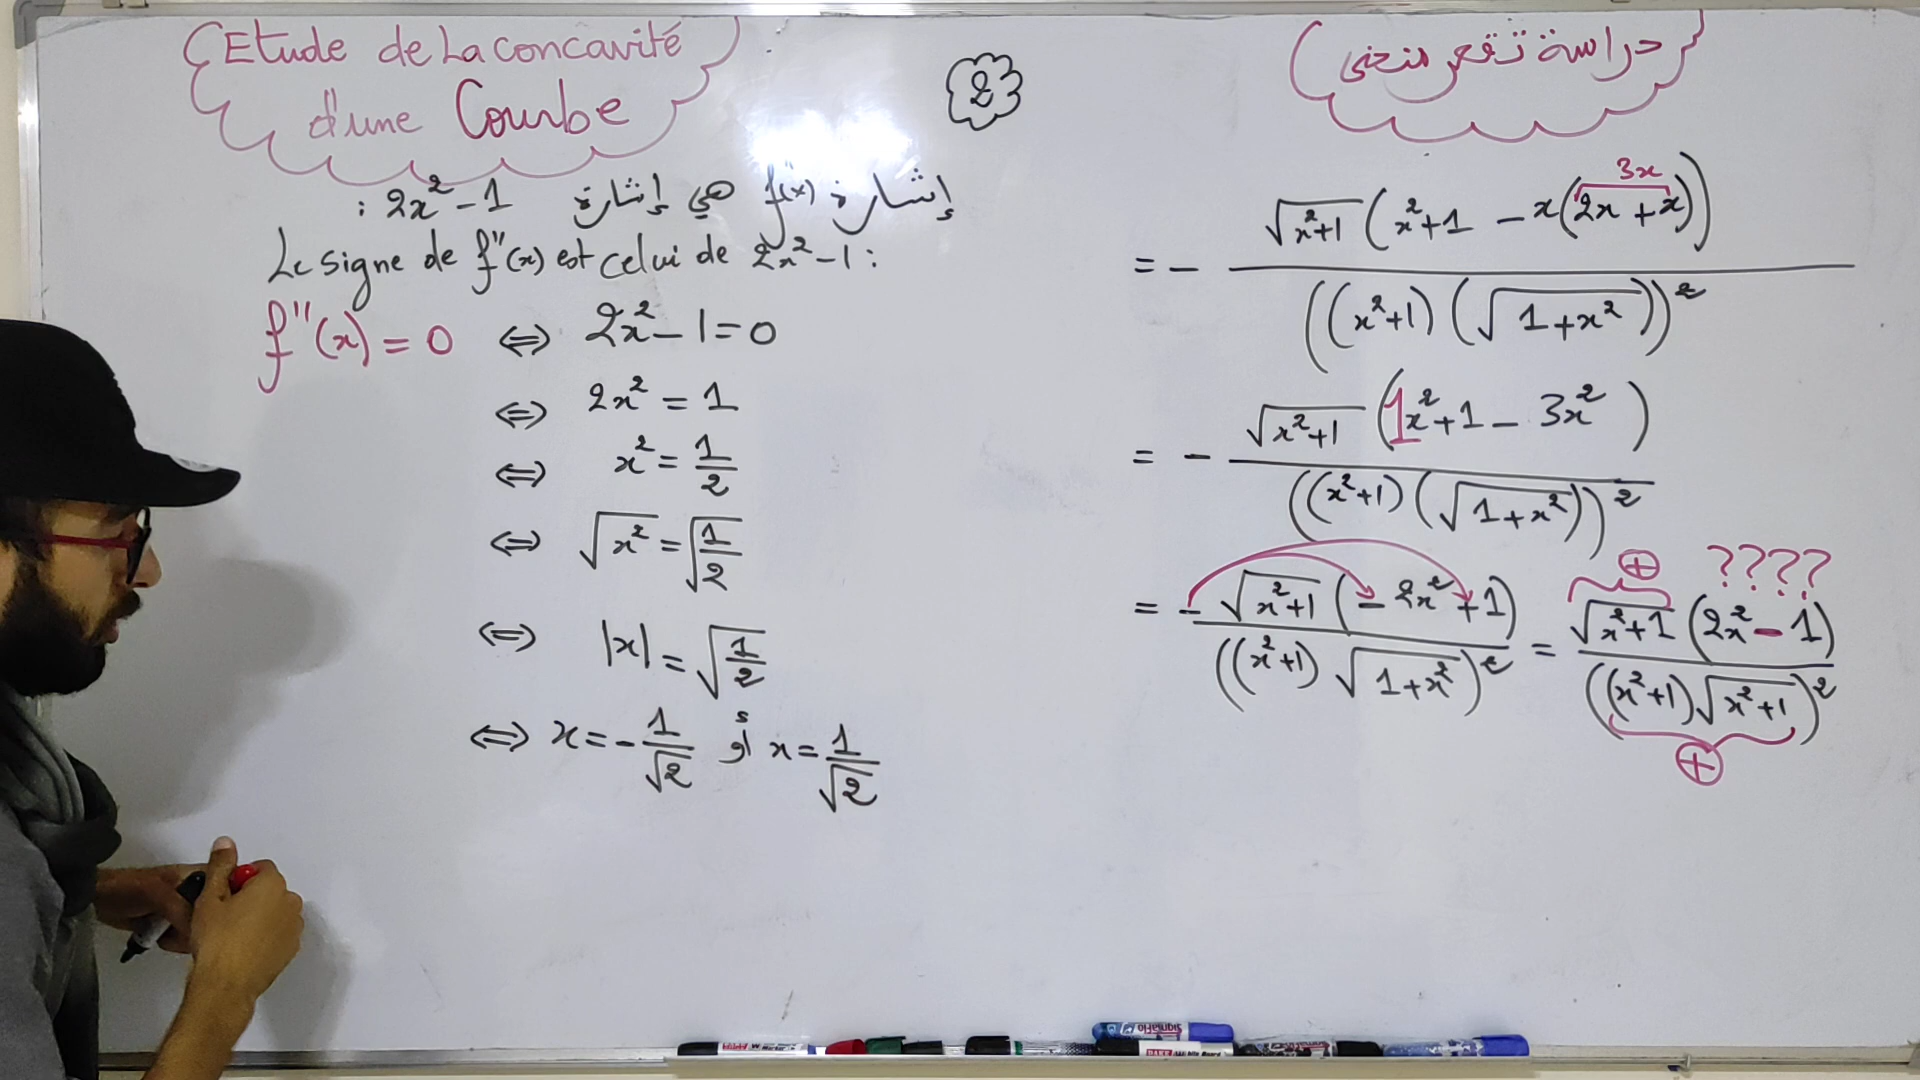 Etude de La concavité
d'une Courbe
2
دراسة تقعر منحنى
إشارة f''(x) هي إشارة 2x²-1 :
Le signe de f''(x) est celui de 2x²-1 :
f''(x) = 0 ⇔ 2x²-1=0
⇔ 2x² = 1
⇔ x² = 1/2
⇔ √x² = √(1/2)
⇔ |x| = √(1/2)
⇔ x = -1/√2 أو x = 1/√2
3x
= - √(x²+1) (x²+1 - x(2x+x)) / ((x²+1)(√(1+x²)))²
= - √(x²+1) (1x²+1 - 3x²) / ((x²+1)(√(1+x²)))²
⊕ ????
= - √(x²+1) (-2x²+1) / ((x²+1)√(1+x²))² = √(x²+1) (2x²-1) / ((x²+1)√(x²+1))²
⊕